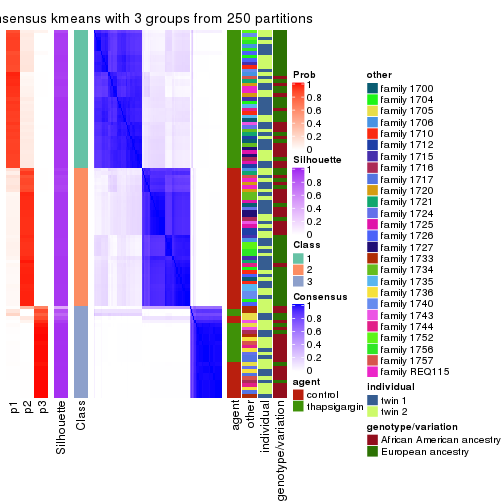 nsensus kmeans with 3 groups from 250 partitions
p1
p2
p3
Silhouette
Class
agent
other
individual
genotype/variation
Prob
1
0.8
0.6
0.4
0.2
0
Silhouette
1
0.8
0.6
0.4
0.2
0
Class
1
2
3
Consensus
1
0.8
0.6
0.4
0.2
0
agent
control
thapsigargin
other
family 1700
family 1704
family 1705
family 1706
family 1710
family 1712
family 1715
family 1716
family 1717
family 1720
family 1721
family 1724
family 1725
family 1726
family 1727
family 1733
family 1734
family 1735
family 1736
family 1740
family 1743
family 1744
family 1752
family 1756
family 1757
family REQ115
individual
twin 1
twin 2
genotype/variation
African American ancestry
European ancestry